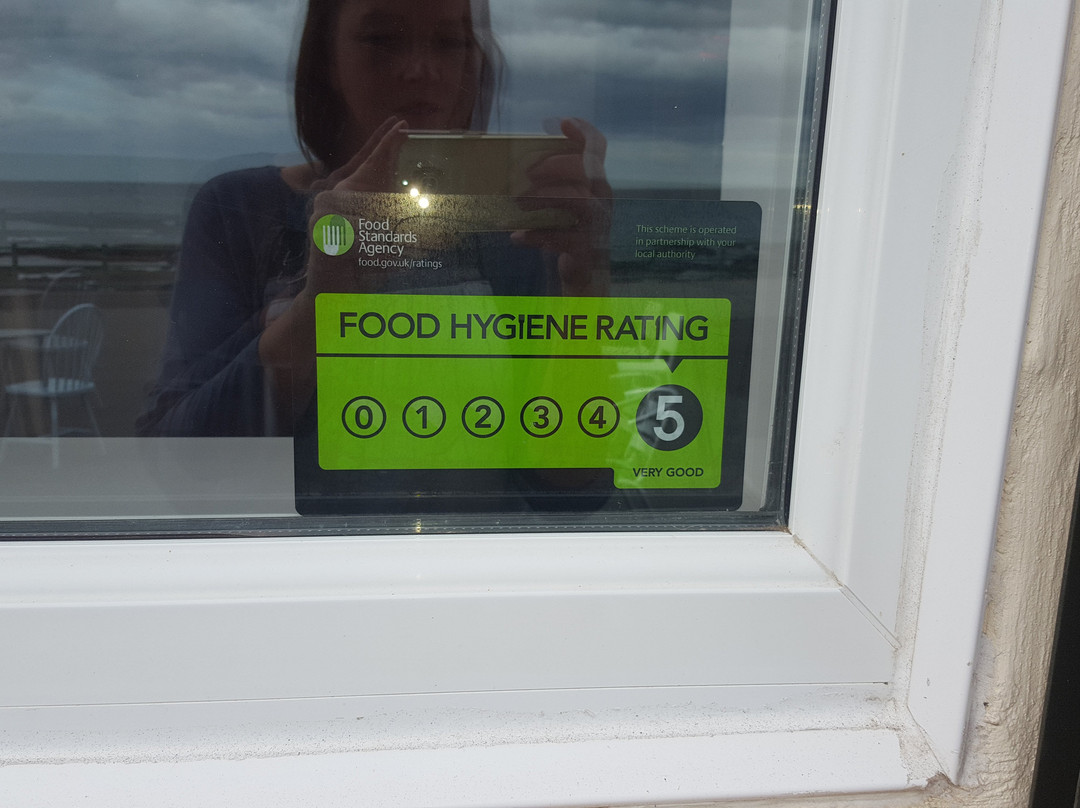 Food
Standards
Agency
food.gov.uk/ratings
This scheme is operated
in partnership with your
local authority
FOOD HYGIENE RATING
0 1 2 3 4 5
VERY GOOD